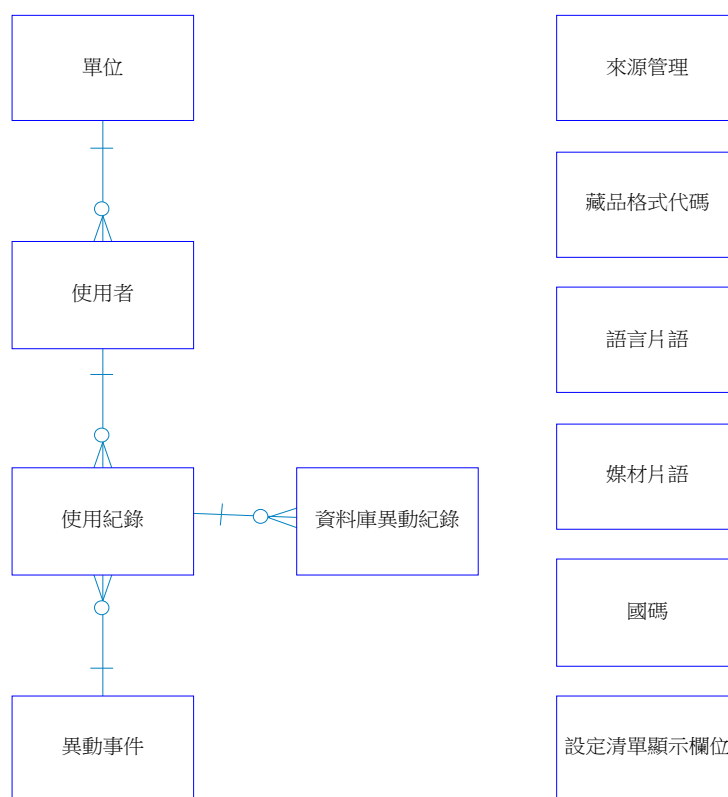 單位
使用者
使用紀錄
資料庫異動紀錄
異動事件
來源管理
藏品格式代碼
語言片語
媒材片語
國碼
設定清單顯示欄位